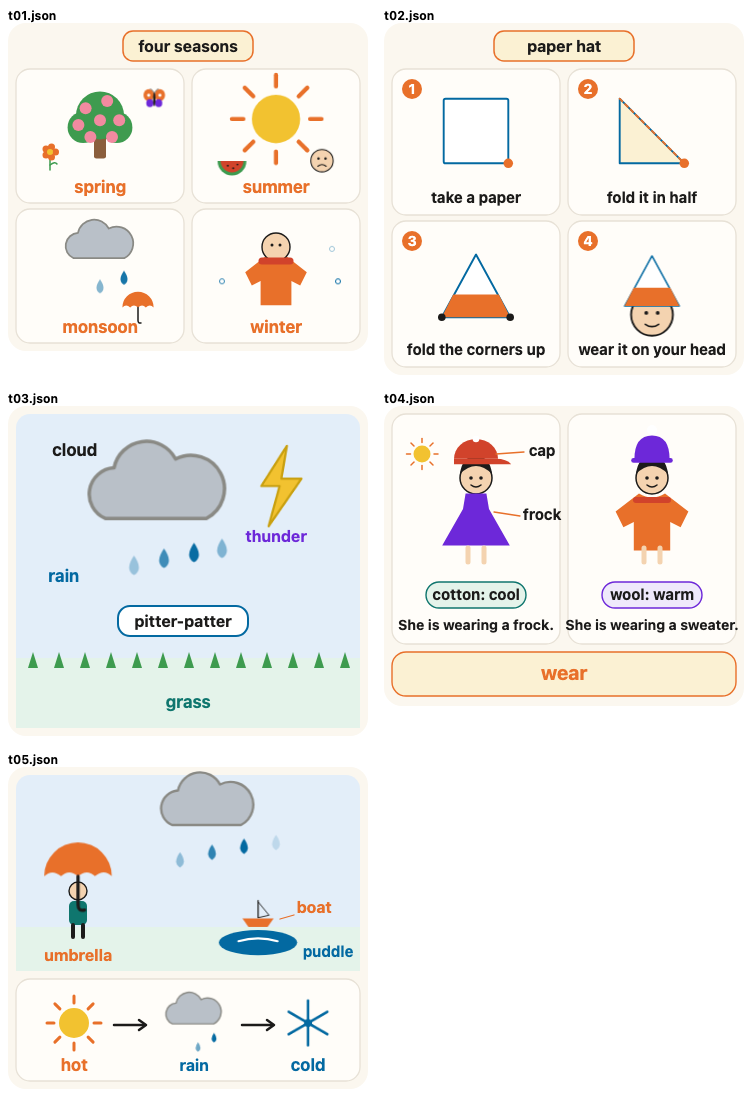 t01.json
four seasons
spring
summer
monsoon
winter
t02.json
paper hat
1
take a paper
2
fold it in half
3
fold the corners up
4
wear it on your head
t03.json
cloud
thunder
rain
pitter-patter
grass
t04.json
cap
frock
cotton: cool
She is wearing a frock.
wool: warm
She is wearing a sweater.
wear
t05.json
boat
umbrella
puddle
hot
rain
cold